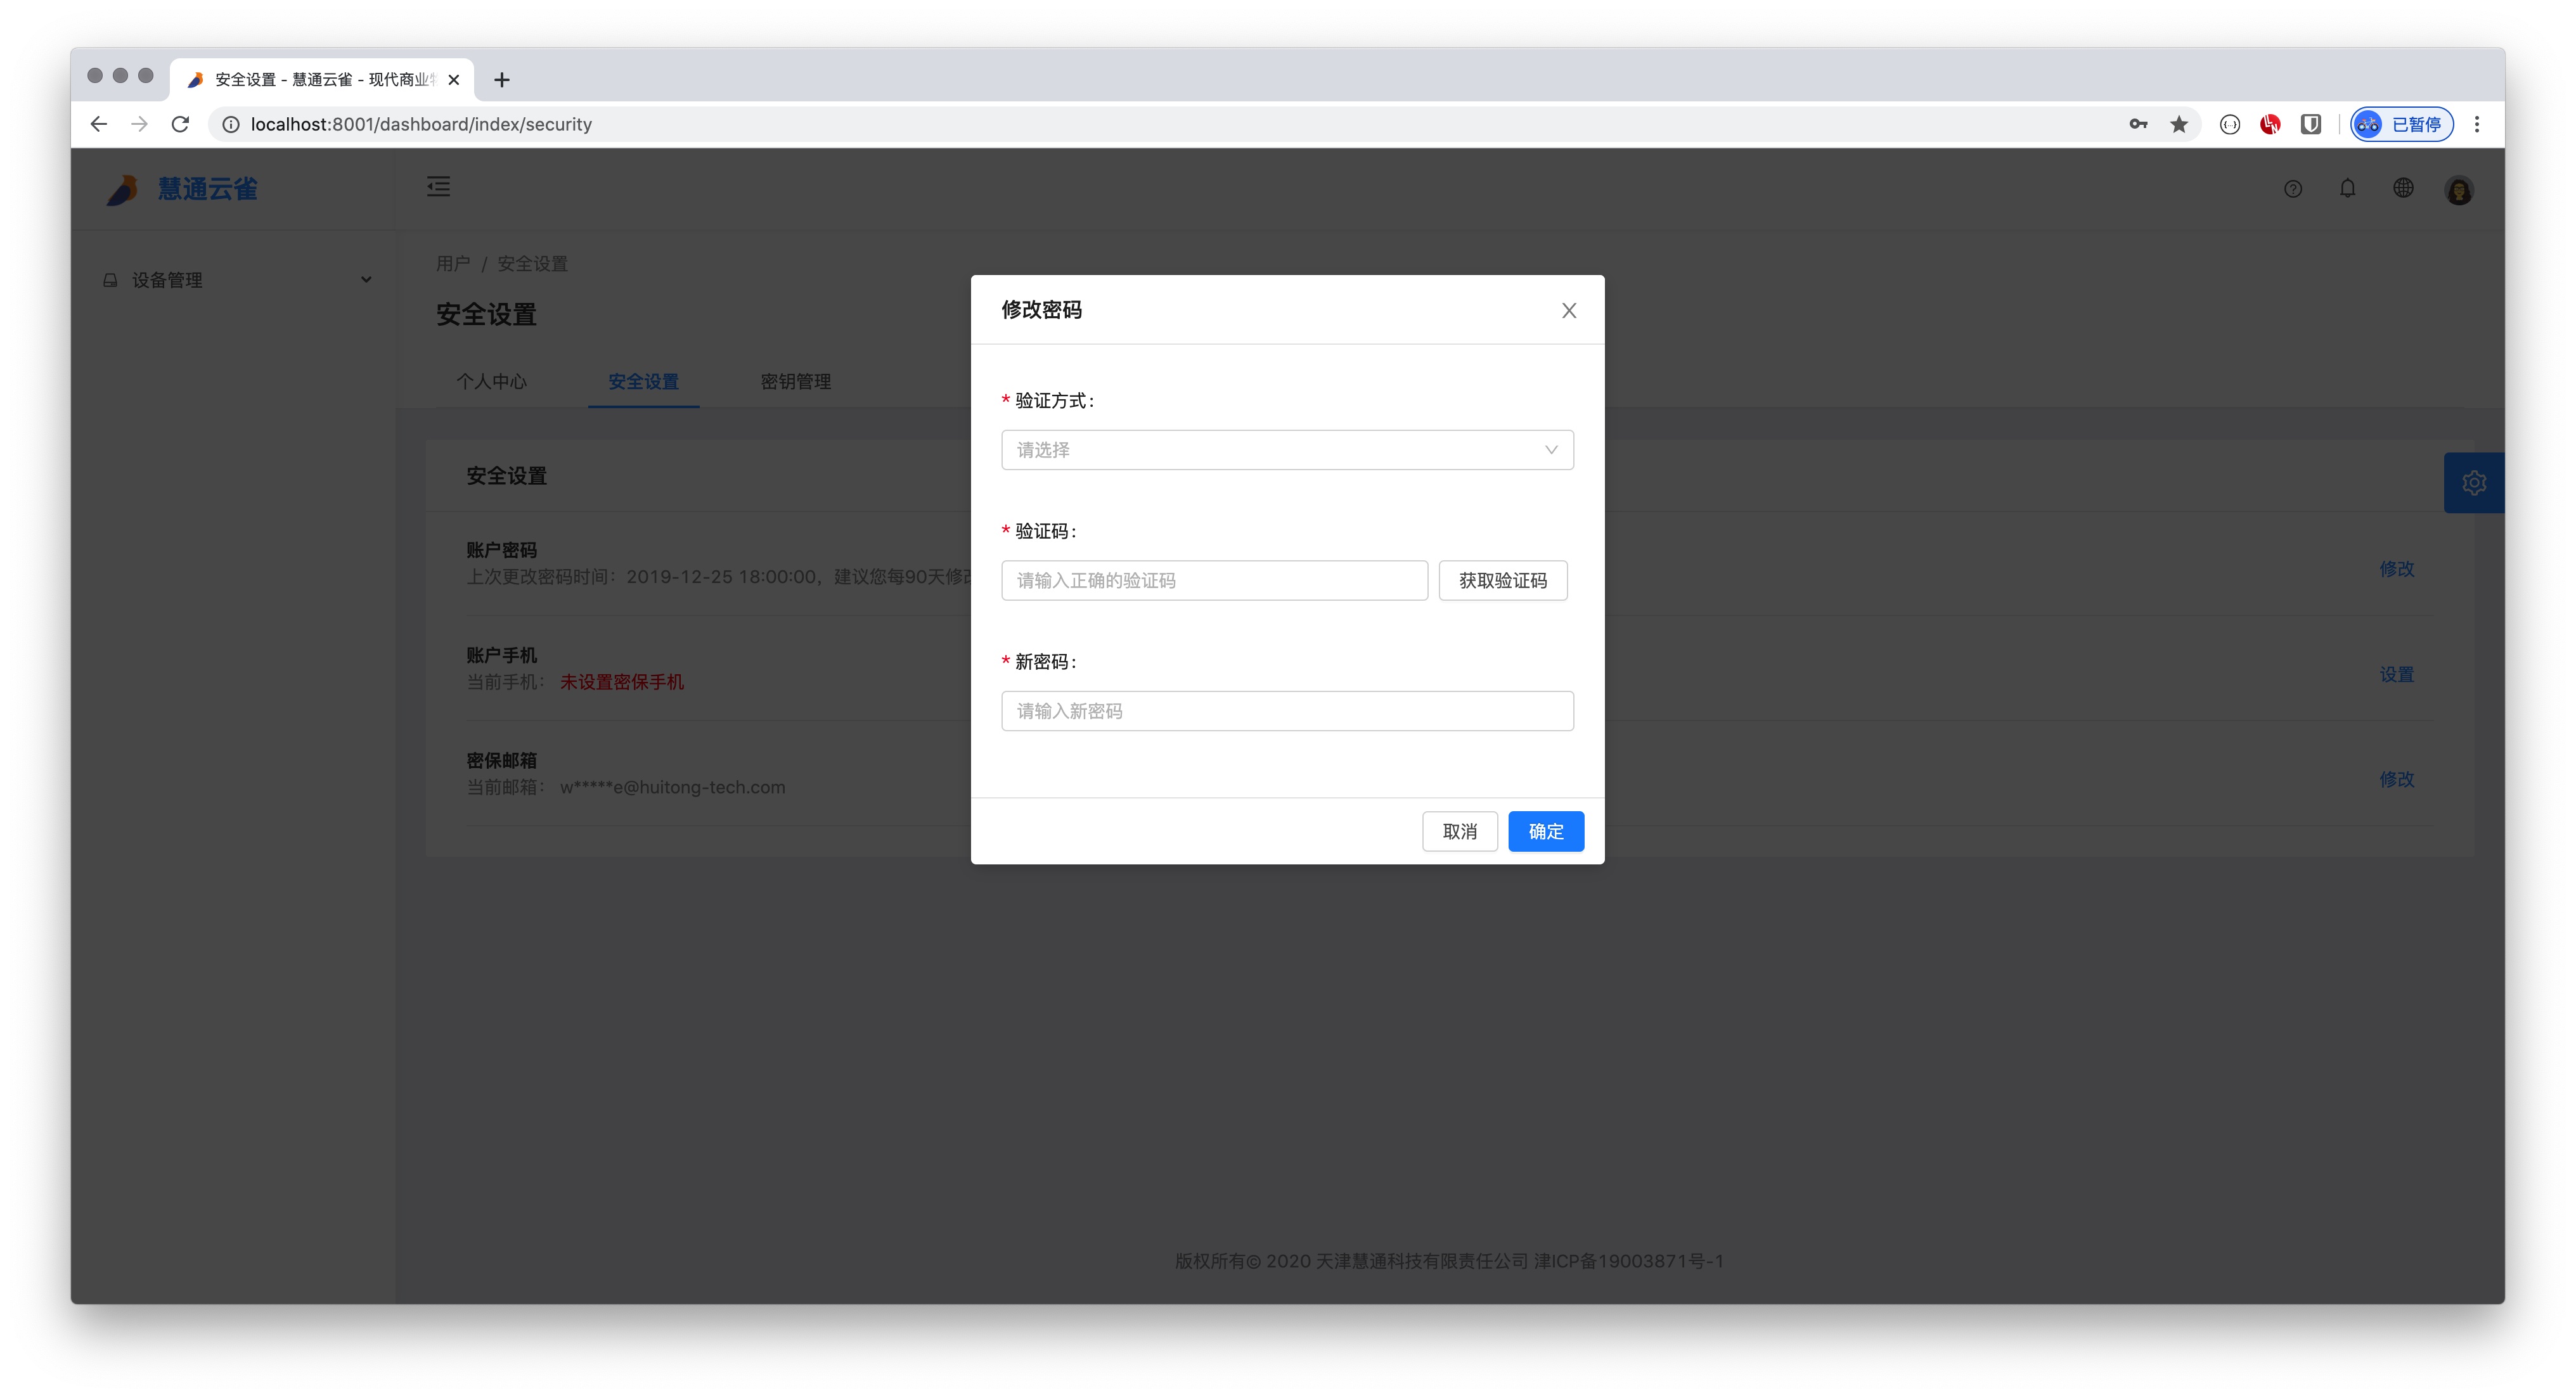 安全设置 - 慧通云雀 - 现代商业
localhost:8001/dashboard/index/security
已暂停
慧通云雀
设备管理
用户 / 安全设置
安全设置
个人中心
安全设置
密钥管理
安全设置
账户密码
上次更改密码时间：2019-12-25 18:00:00，建议您每90天修
修改
账户手机
当前手机： 未设置密保手机
设置
密保邮箱
当前邮箱： w*****e@huitong-tech.com
修改
修改密码
* 验证方式：
请选择
* 验证码：
请输入正确的验证码
获取验证码
* 新密码：
请输入新密码
取消
确定
版权所有© 2020 天津慧通科技有限责任公司 津ICP备19003871号-1